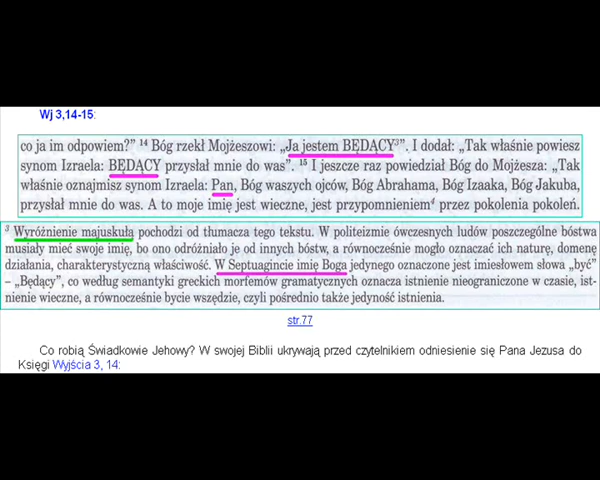 Wj 3,14-15:
co ja im odpowiem?” ¹⁴ Bóg rzekł Mojżeszowi: „Ja jestem BĘDĄCY³”. I dodał: „Tak właśnie powiesz
synom Izraela: BĘDĄCY przysłał mnie do was”. ¹⁵ I jeszcze raz powiedział Bóg do Mojżesza: „Tak
właśnie oznajmisz synom Izraela: Pan, Bóg waszych ojców, Bóg Abrahama, Bóg Izaaka, Bóg Jakuba,
przysłał mnie do was. A to moje imię jest wieczne, jest przypomnieniem⁴ przez pokolenia pokoleń.
³ Wyróżnienie majuskułą pochodzi od tłumacza tego tekstu. W politeizmie ówczesnych ludów poszczególne bóstwa
musiały mieć swoje imię, bo ono odróżniało je od innych bóstw, a równocześnie mogło oznaczać ich naturę, domenę
działania, charakterystyczną właściwość. W Septuagincie imię Boga jedynego oznaczone jest imiesłowem słowa „być”
– „Będący”, co według semantyki greckich morfemów gramatycznych oznacza istnienie nieograniczone w czasie, ist-
nienie wieczne, a równocześnie bycie wszędzie, czyli pośrednio także jedyność istnienia.
str.77
Co robią Świadkowie Jehowy? W swojej Biblii ukrywają przed czytelnikiem odniesienie się Pana Jezusa do
Księgi Wyjścia 3, 14: